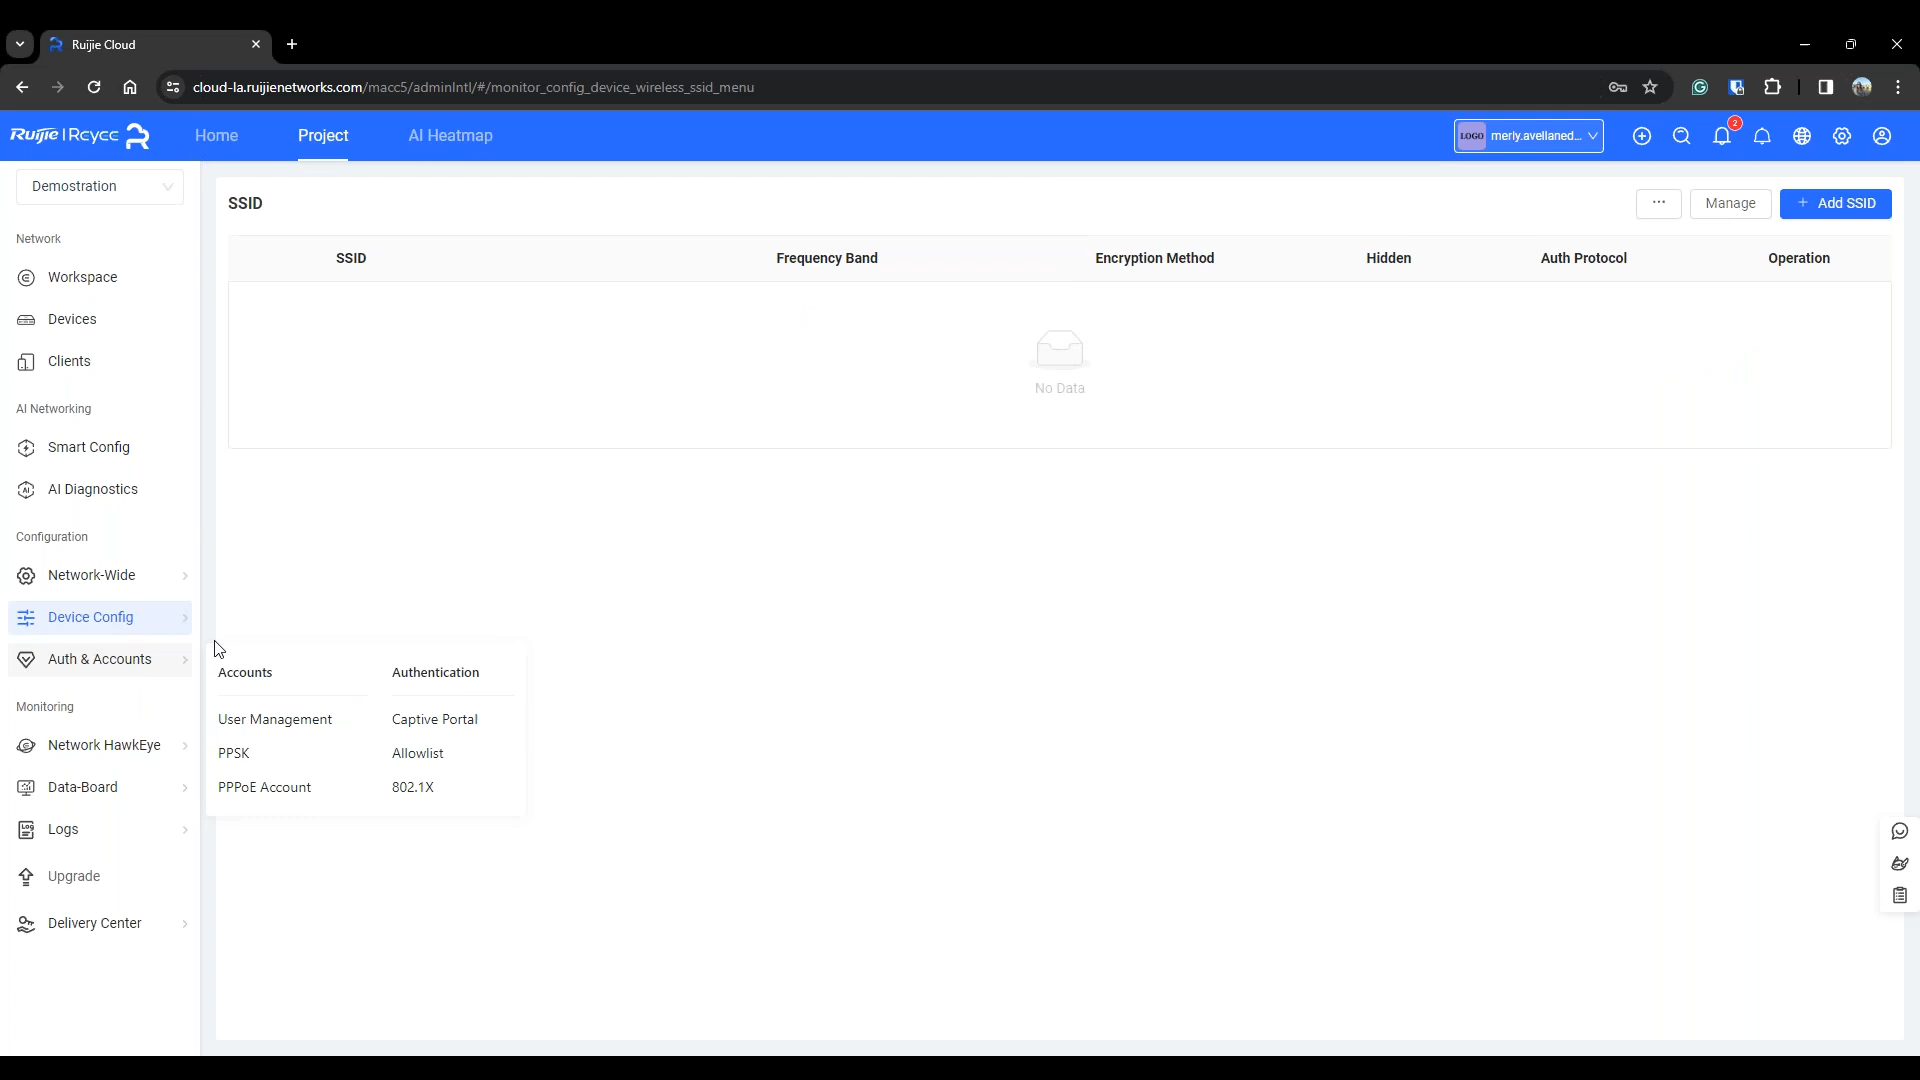 Ruijie Cloud
cloud-la.ruijienetworks.com/macc5/adminIntl/#/monitor_config_device_wireless_ssid_menu
Ruijie | Rcycc
Home
Project
AI Heatmap
LOGO
merly.avellaned...
2
Demostration
SSID
Manage
Add SSID
SSID
Frequency Band
Encryption Method
Hidden
Auth Protocol
Operation
No Data
Network
Workspace
Devices
Clients
AI Networking
Smart Config
AI Diagnostics
Configuration
Network-Wide
Device Config
Auth & Accounts
Accounts
Authentication
User Management
Captive Portal
PPSK
Allowlist
PPPoE Account
802.1X
Monitoring
Network HawkEye
Data-Board
Logs
Upgrade
Delivery Center